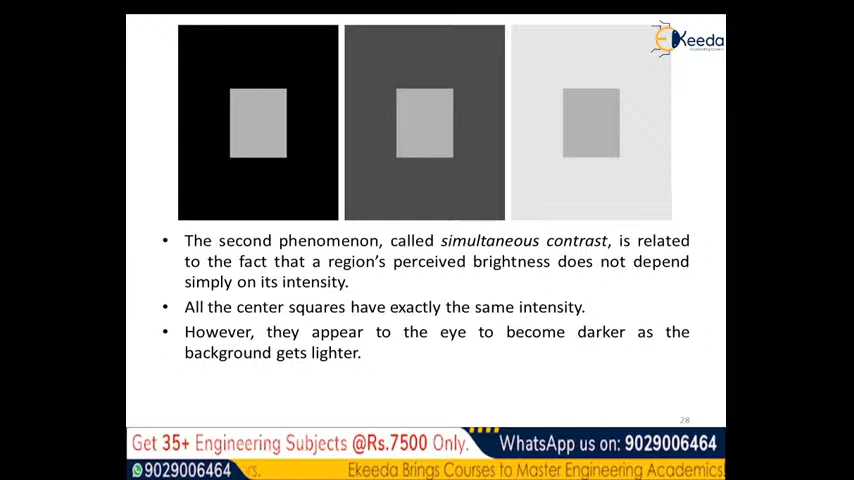 Ekeeda
• The second phenomenon, called simultaneous contrast, is related
to the fact that a region's perceived brightness does not depend
simply on its intensity.
• All the center squares have exactly the same intensity.
• However, they appear to the eye to become darker as the
background gets lighter.
28
Get 35+ Engineering Subjects @Rs.7500 Only.
WhatsApp us on: 9029006464
9029006464
rs.
Ekeeda Brings Courses to Master Engineering Academics!